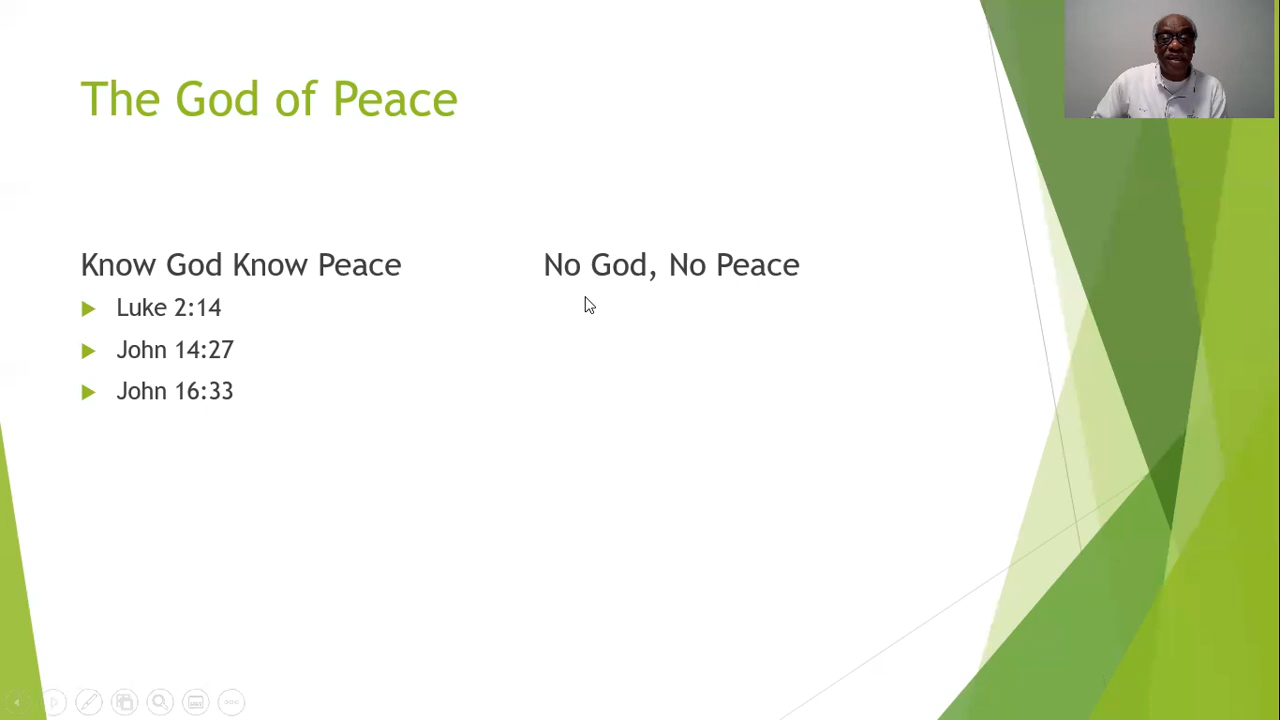 The God of Peace
Know God Know Peace
Luke 2:14
John 14:27
John 16:33
No God, No Peace